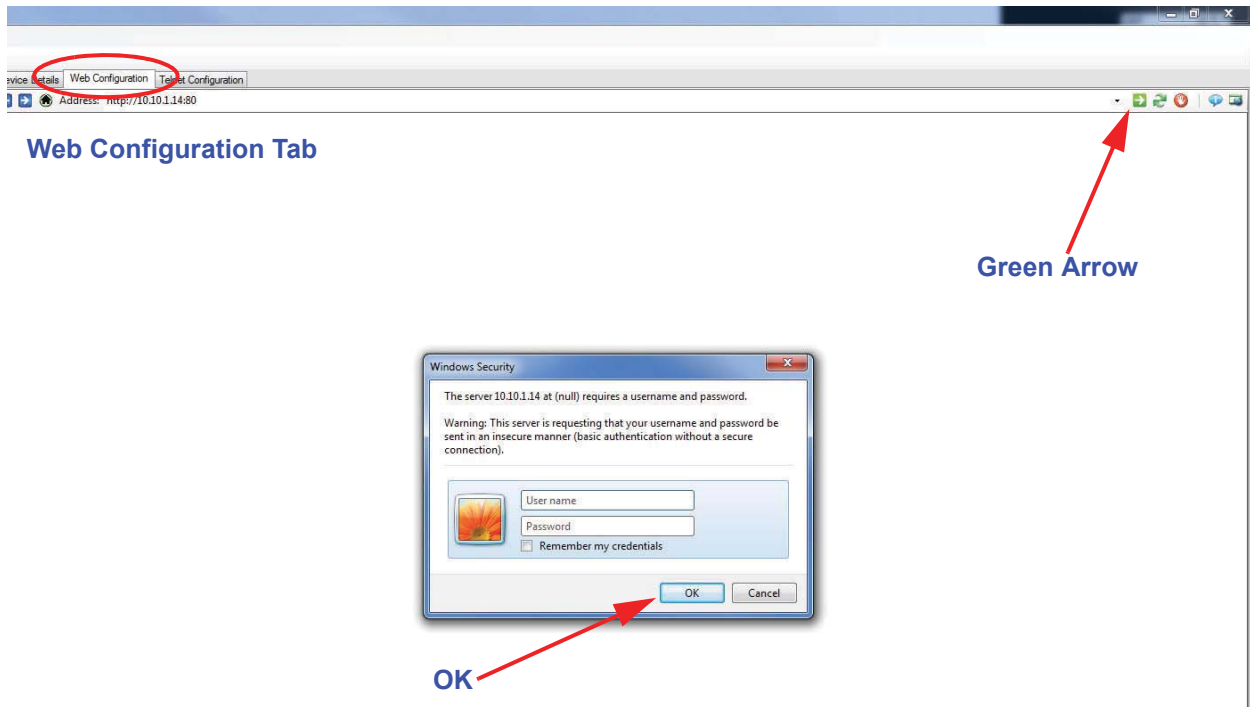 evice Details Web Configuration Telnet Configuration
Address: http://10.10.1.14:80
Web Configuration Tab
Green Arrow
Windows Security
The server 10.10.1.14 at (null) requires a username and password.
Warning: This server is requesting that your username and password be
sent in an insecure manner (basic authentication without a secure
connection).
User name
Password
Remember my credentials
OK Cancel
OK